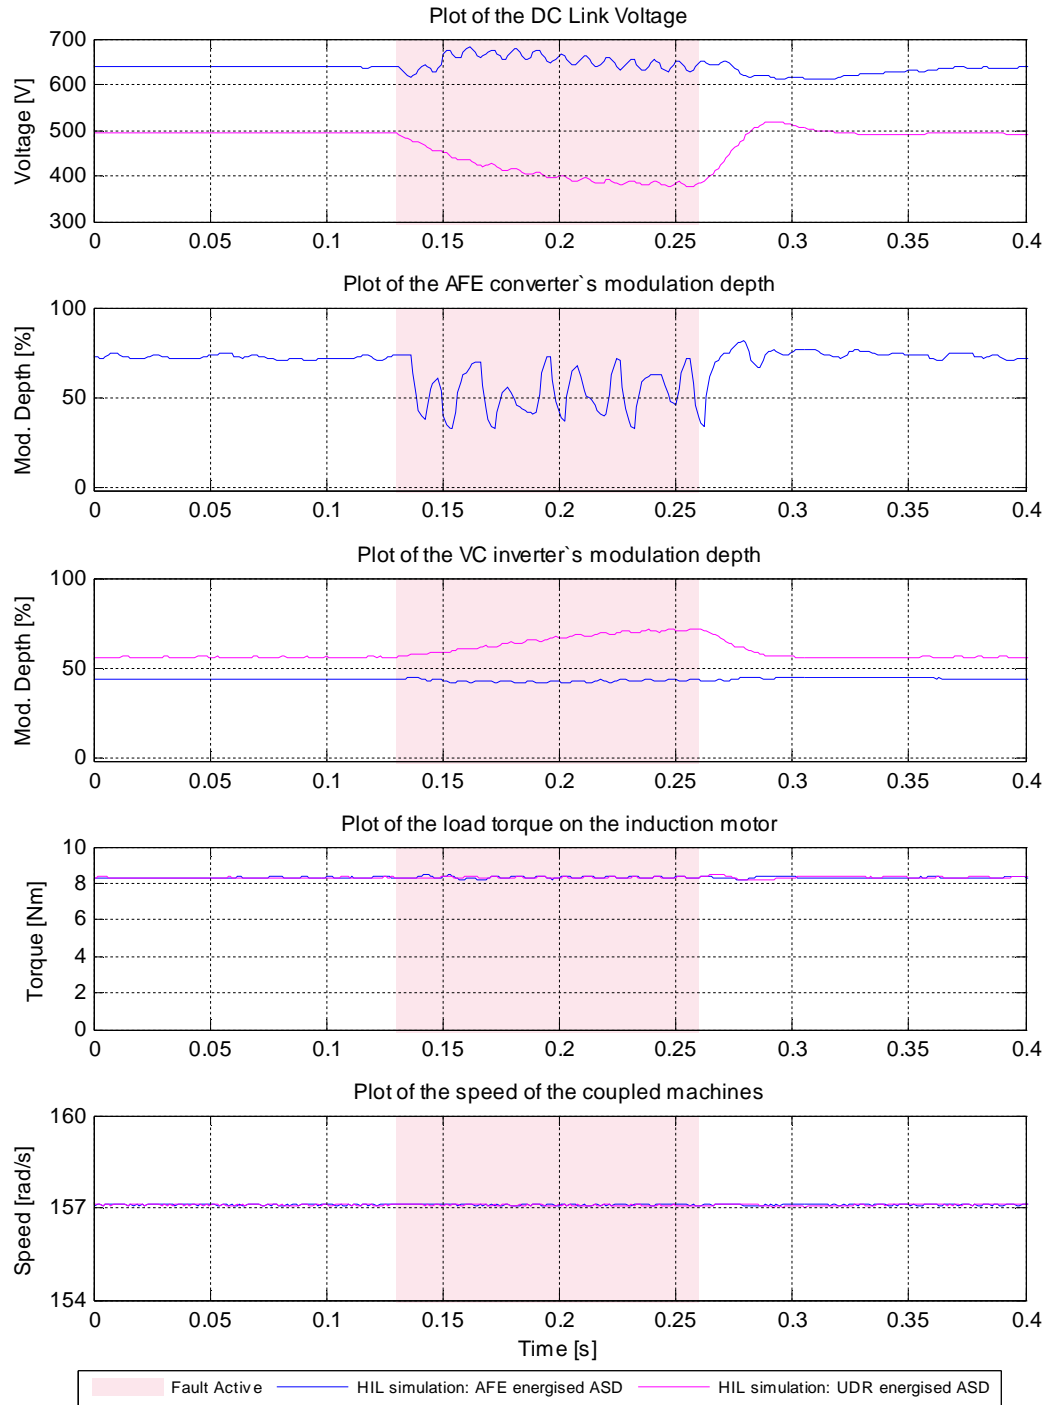 Plot of the DC Link Voltage
Voltage [V]
700
600
500
400
300
0 0.05 0.1 0.15 0.2 0.25 0.3 0.35 0.4
Plot of the AFE converter`s modulation depth
Mod. Depth [%]
100
50
0
0 0.05 0.1 0.15 0.2 0.25 0.3 0.35 0.4
Plot of the VC inverter`s modulation depth
Mod. Depth [%]
100
50
0
0 0.05 0.1 0.15 0.2 0.25 0.3 0.35 0.4
Plot of the load torque on the induction motor
Torque [Nm]
10
8
6
4
2
0
0 0.05 0.1 0.15 0.2 0.25 0.3 0.35 0.4
Plot of the speed of the coupled machines
Speed [rad/s]
160
157
154
0 0.05 0.1 0.15 0.2 0.25 0.3 0.35 0.4
Time [s]
Fault Active HIL simulation: AFE energised ASD HIL simulation: UDR energised ASD